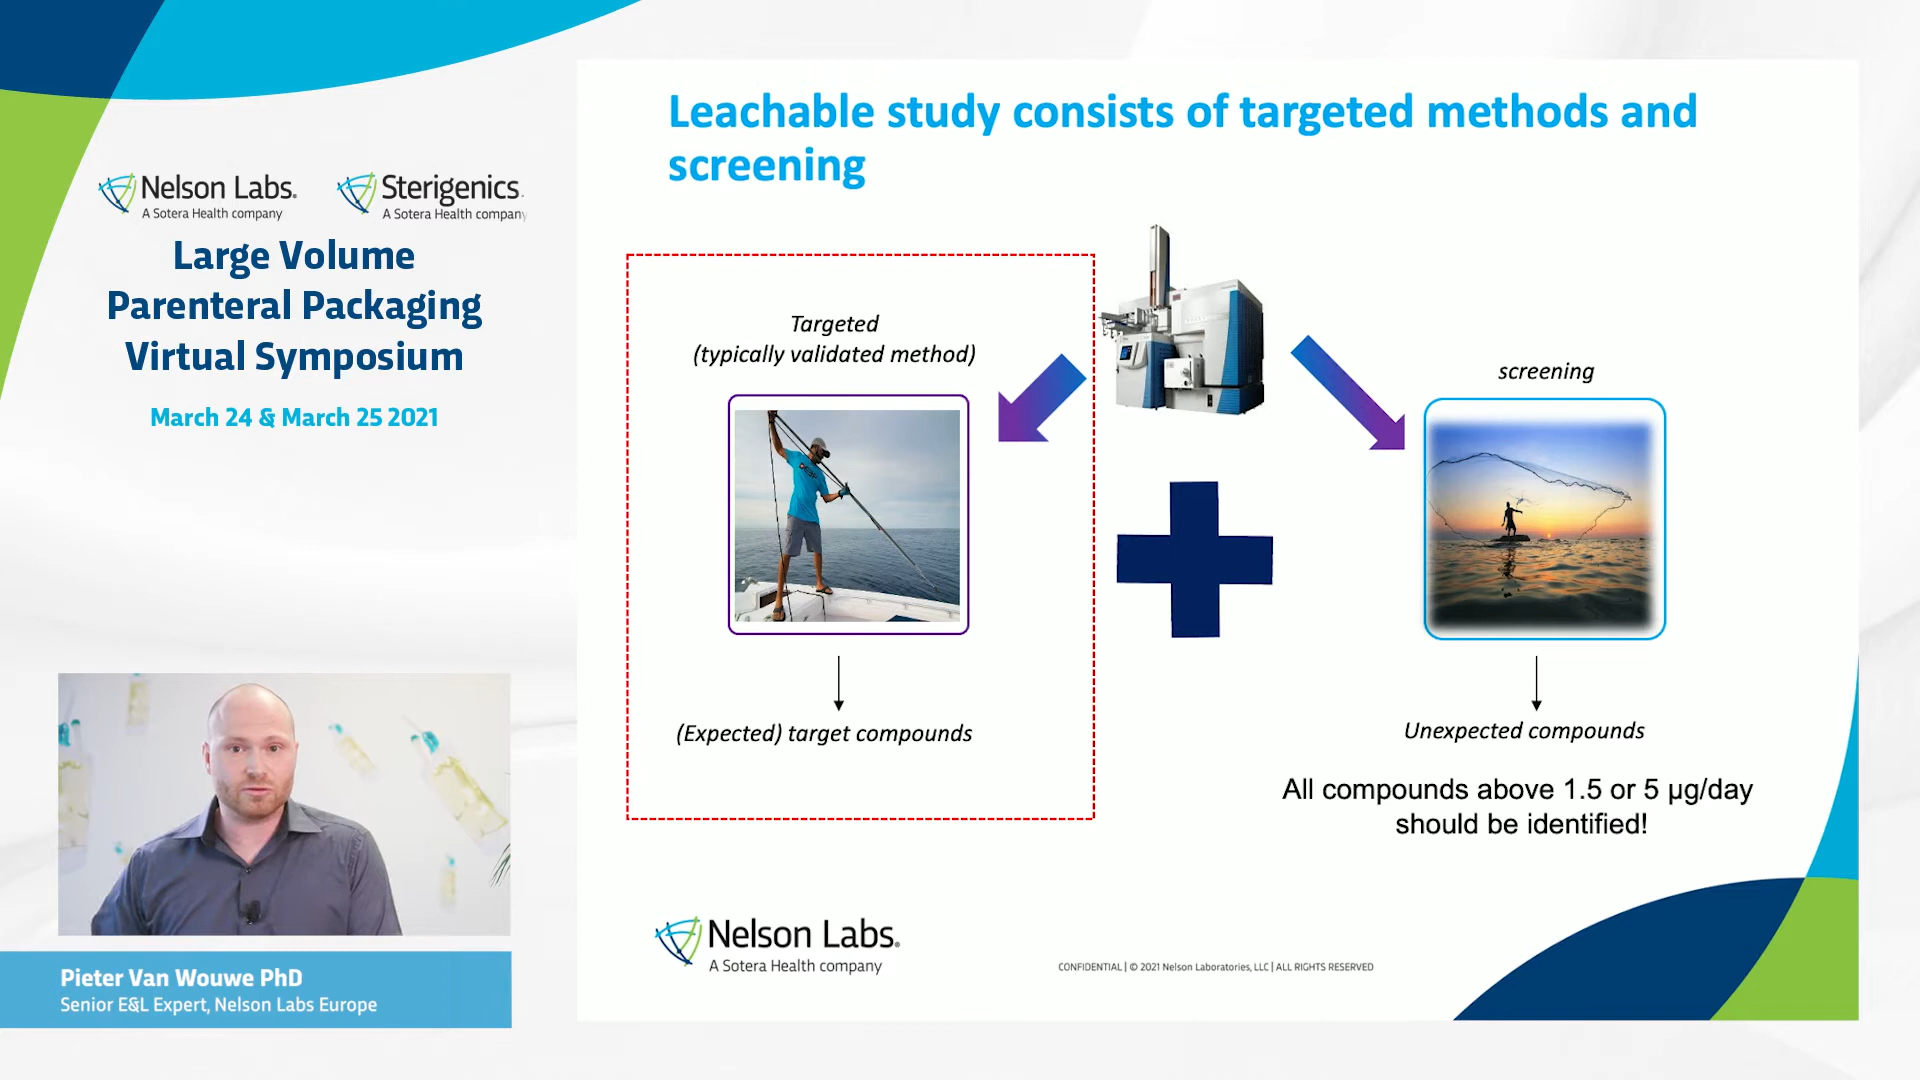 Nelson Labs.
A Sotera Health company
Sterigenics.
A Sotera Health company
Large Volume
Parenteral Packaging
Virtual Symposium
March 24 & March 25 2021
Pieter Van Wouwe PhD
Senior E&L Expert, Nelson Labs Europe
Leachable study consists of targeted methods and
screening
Targeted
(typically validated method)
screening
(Expected) target compounds
Unexpected compounds
All compounds above 1.5 or 5 µg/day
should be identified!
Nelson Labs®
A Sotera Health company
CONFIDENTIAL | © 2021 Nelson Laboratories, LLC | ALL RIGHTS RESERVED